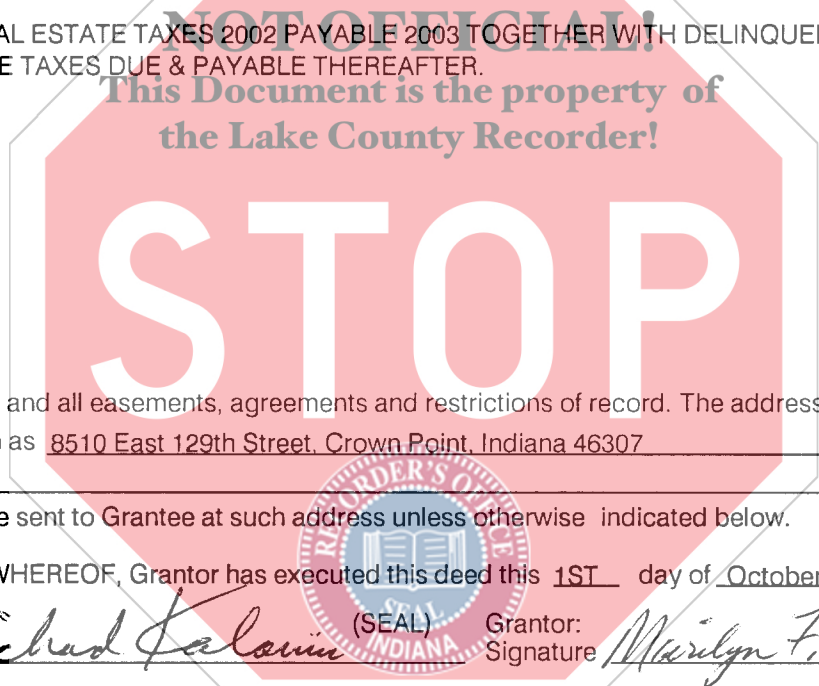 NOT OFFICIAL!
AL ESTATE TAXES 2002 PAYABLE 2003 TOGETHER WITH DELINQUE
E TAXES DUE & PAYABLE THEREAFTER.
This Document is the property of
the Lake County Recorder!
STOP
and all easements, agreements and restrictions of record. The address
as 8510 East 129th Street, Crown Point, Indiana 46307
RECORDER'S OFFICE
e sent to Grantee at such address unless otherwise indicated below.
WHEREOF, Grantor has executed this deed this 1ST day of October
SEAL
(SEAL) Grantor:
Signature Marilyn F.
INDIANA